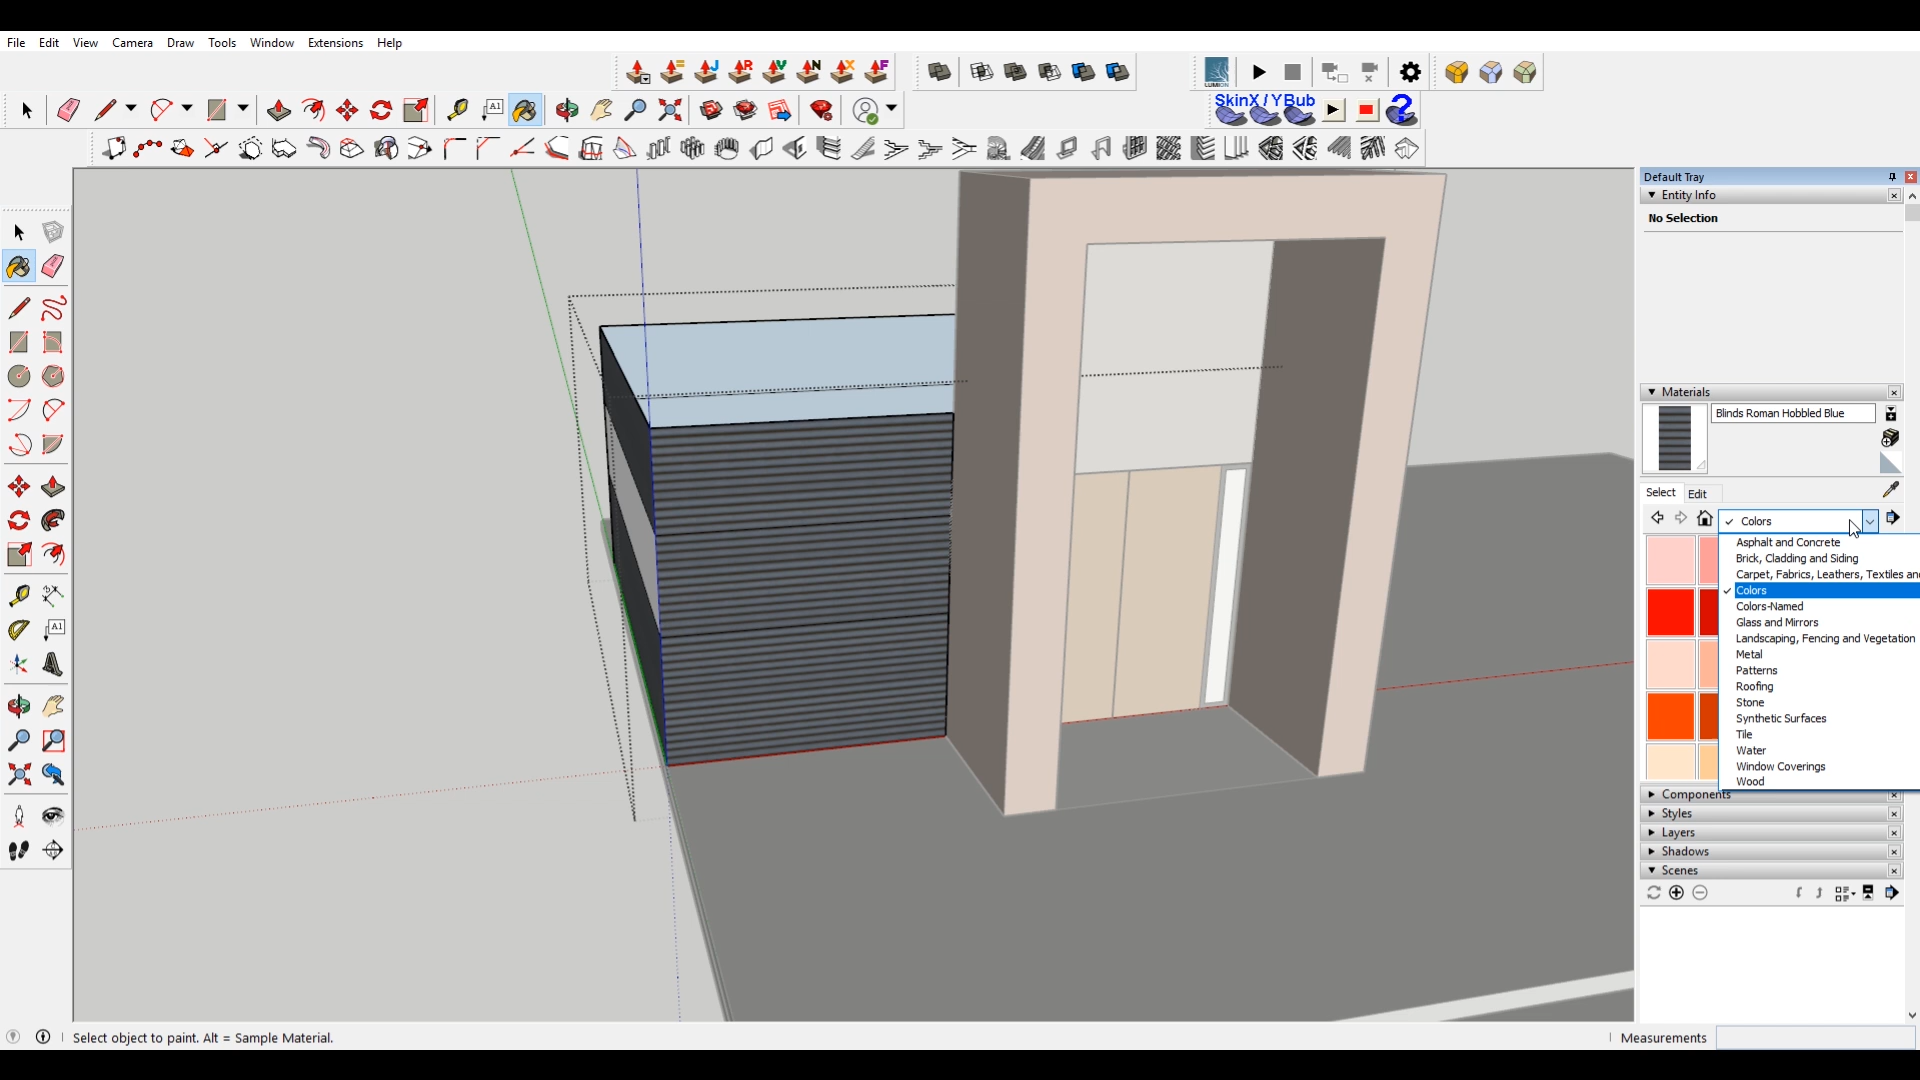 File Edit View Camera Draw Tools Window Extensions Help
J R V N X F
LUMION
A1
SkinX / YBub
?
Default Tray
Entity Info
No Selection
Materials
Blinds Roman Hobbled Blue
Select Edit
Colors
Asphalt and Concrete
Brick, Cladding and Siding
Carpet, Fabrics, Leathers, Textiles an
Colors
Colors-Named
Glass and Mirrors
Landscaping, Fencing and Vegetation
Metal
Patterns
Roofing
Stone
Synthetic Surfaces
Tile
Water
Window Coverings
Wood
A1
Components
Styles
Layers
Shadows
Scenes
Select object to paint. Alt = Sample Material.
Measurements